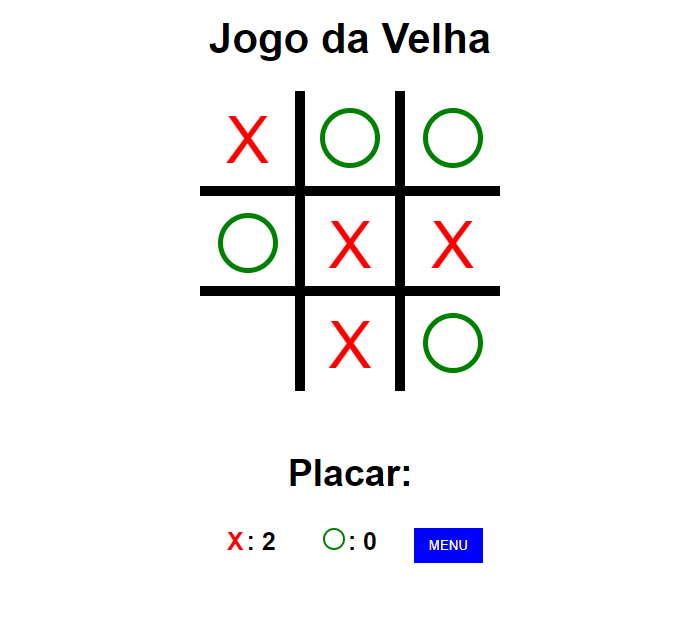 Jogo da Velha
X O O
O X X
X O
Placar:
X: 2 O: 0 MENU